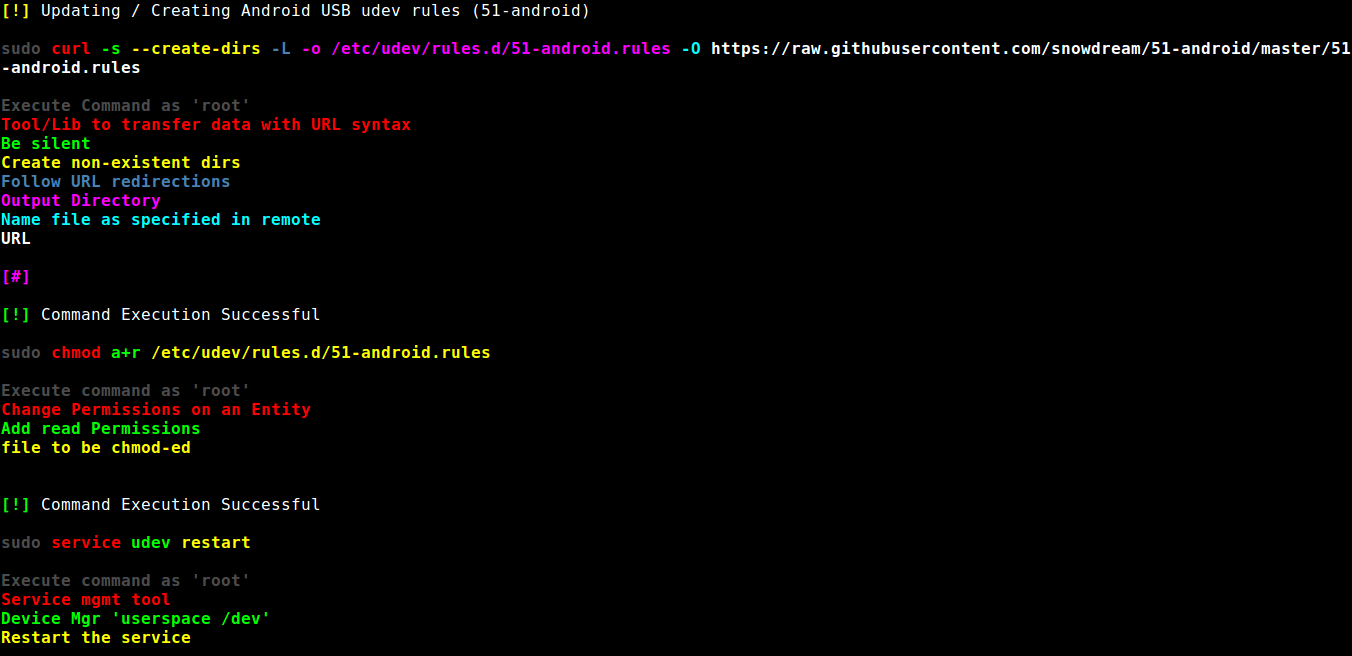 [!] Updating / Creating Android USB udev rules (51-android)
sudo curl -s --create-dirs -L -o /etc/udev/rules.d/51-android.rules -O https://raw.githubusercontent.com/snowdream/51-android/master/51
-android.rules
Execute Command as 'root'
Tool/Lib to transfer data with URL syntax
Be silent
Create non-existent dirs
Follow URL redirections
Output Directory
Name file as specified in remote
URL
[#]
[!] Command Execution Successful
sudo chmod a+r /etc/udev/rules.d/51-android.rules
Execute command as 'root'
Change Permissions on an Entity
Add read Permissions
file to be chmod-ed
[!] Command Execution Successful
sudo service udev restart
Execute command as 'root'
Service mgmt tool
Device Mgr 'userspace /dev'
Restart the service